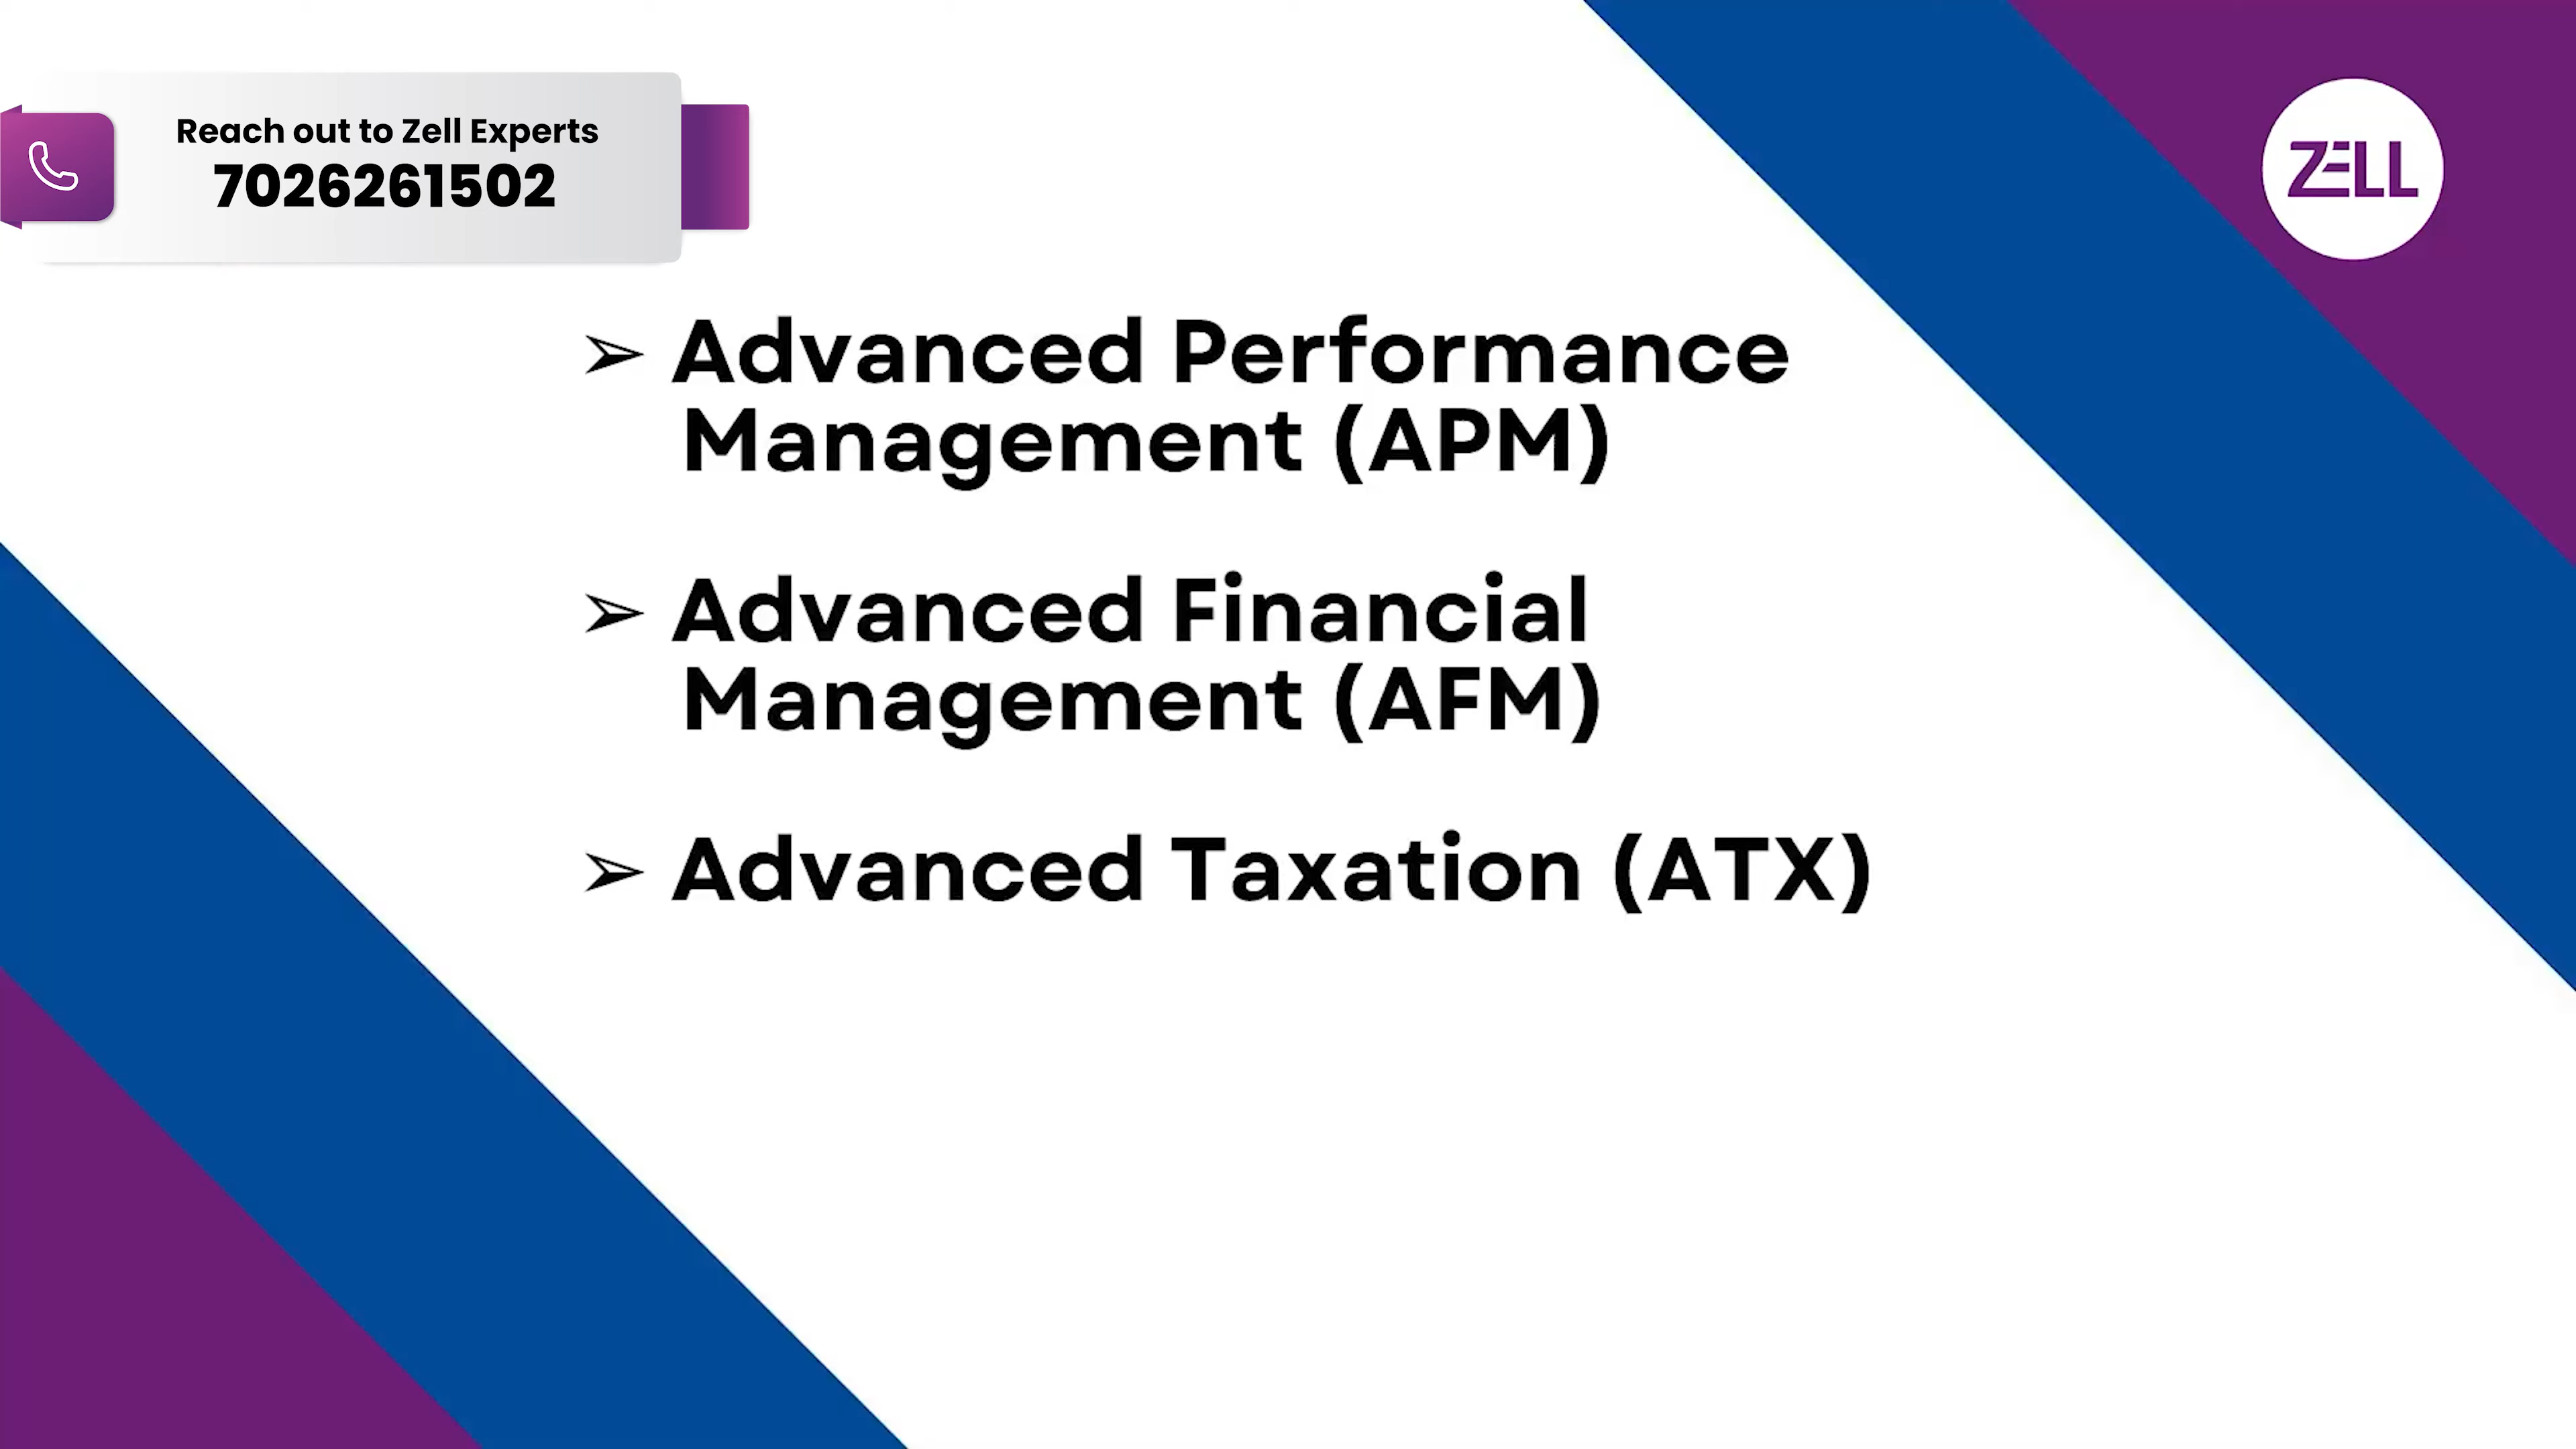 Reach out to Zell Experts
7026261502
ZELL
➢ Advanced Performance
Management (APM)
➢ Advanced Financial
Management (AFM)
➢ Advanced Taxation (ATX)